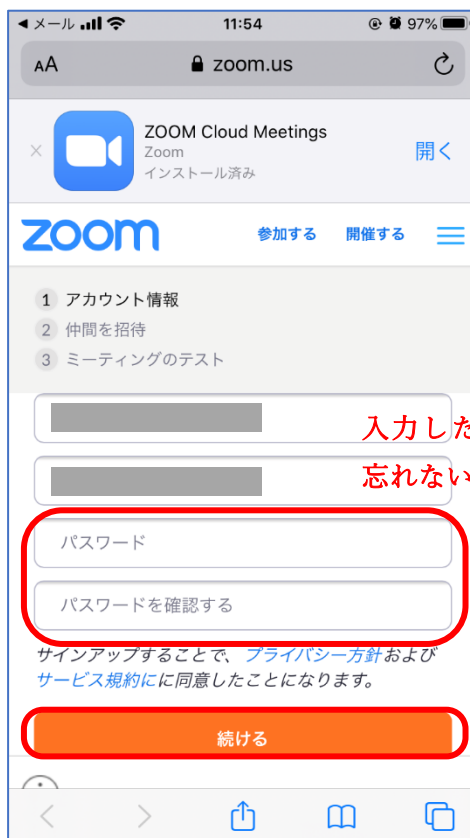 ◀ メール 11:54 97%
AA zoom.us
ZOOM Cloud Meetings
Zoom
インストール済み
開く
zoom 参加する 開催する
1 アカウント情報
2 仲間を招待
3 ミーティングのテスト
入力した
忘れない
パスワード
パスワードを確認する
サインアップすることで、 プライバシー方針および
サービス規約にに同意したことになります。
続ける